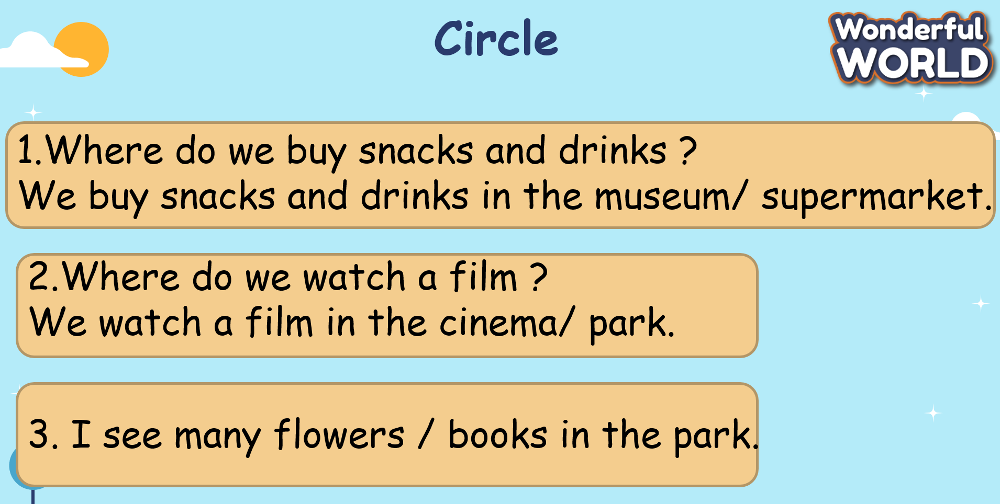 Circle
Wonderful
WORLD
1.Where do we buy snacks and drinks ?
We buy snacks and drinks in the museum/ supermarket.
2.Where do we watch a film ?
We watch a film in the cinema/ park.
3. I see many flowers / books in the park.